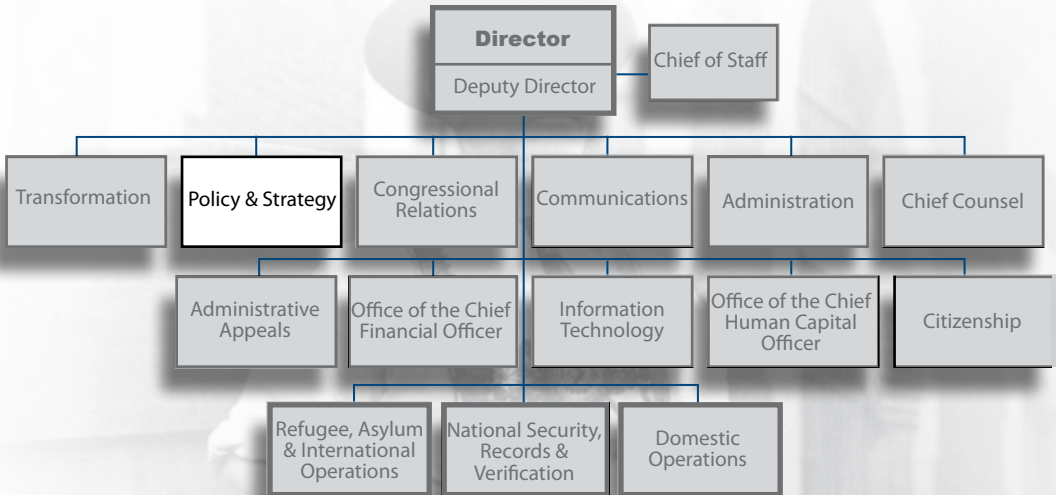 Director
Deputy Director
Chief of Staff
Transformation
Policy & Strategy
Congressional
Relations
Communications
Administration
Chief Counsel
Administrative
Appeals
Office of the Chief
Financial Officer
Information
Technology
Office of the Chief
Human Capital
Officer
Citizenship
Refugee, Asylum
& International
Operations
National Security,
Records &
Verification
Domestic
Operations